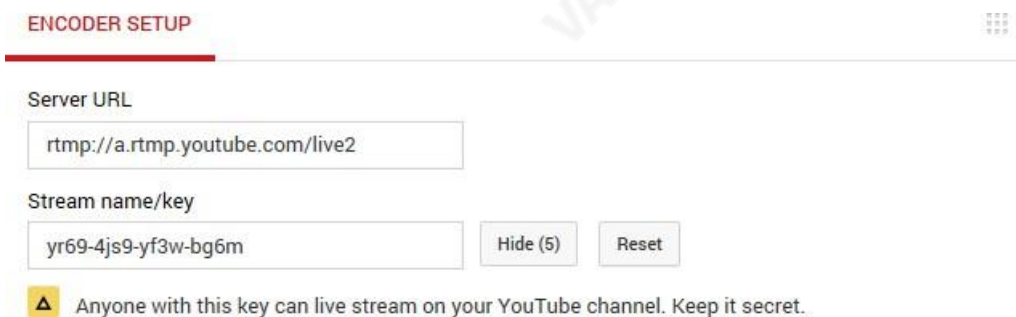 ENCODER SETUP
Server URL
rtmp://a.rtmp.youtube.com/live2
Stream name/key
yr69-4js9-yf3w-bg6m Hide (5) Reset
Anyone with this key can live stream on your YouTube channel. Keep it secret.